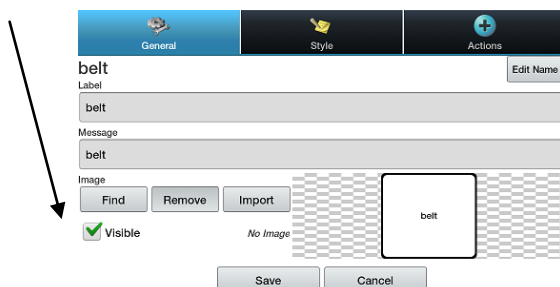 General Style Actions
belt Edit Name
Label
belt
Message
belt
Image
Find Remove Import
belt
Visible No Image
Save Cancel